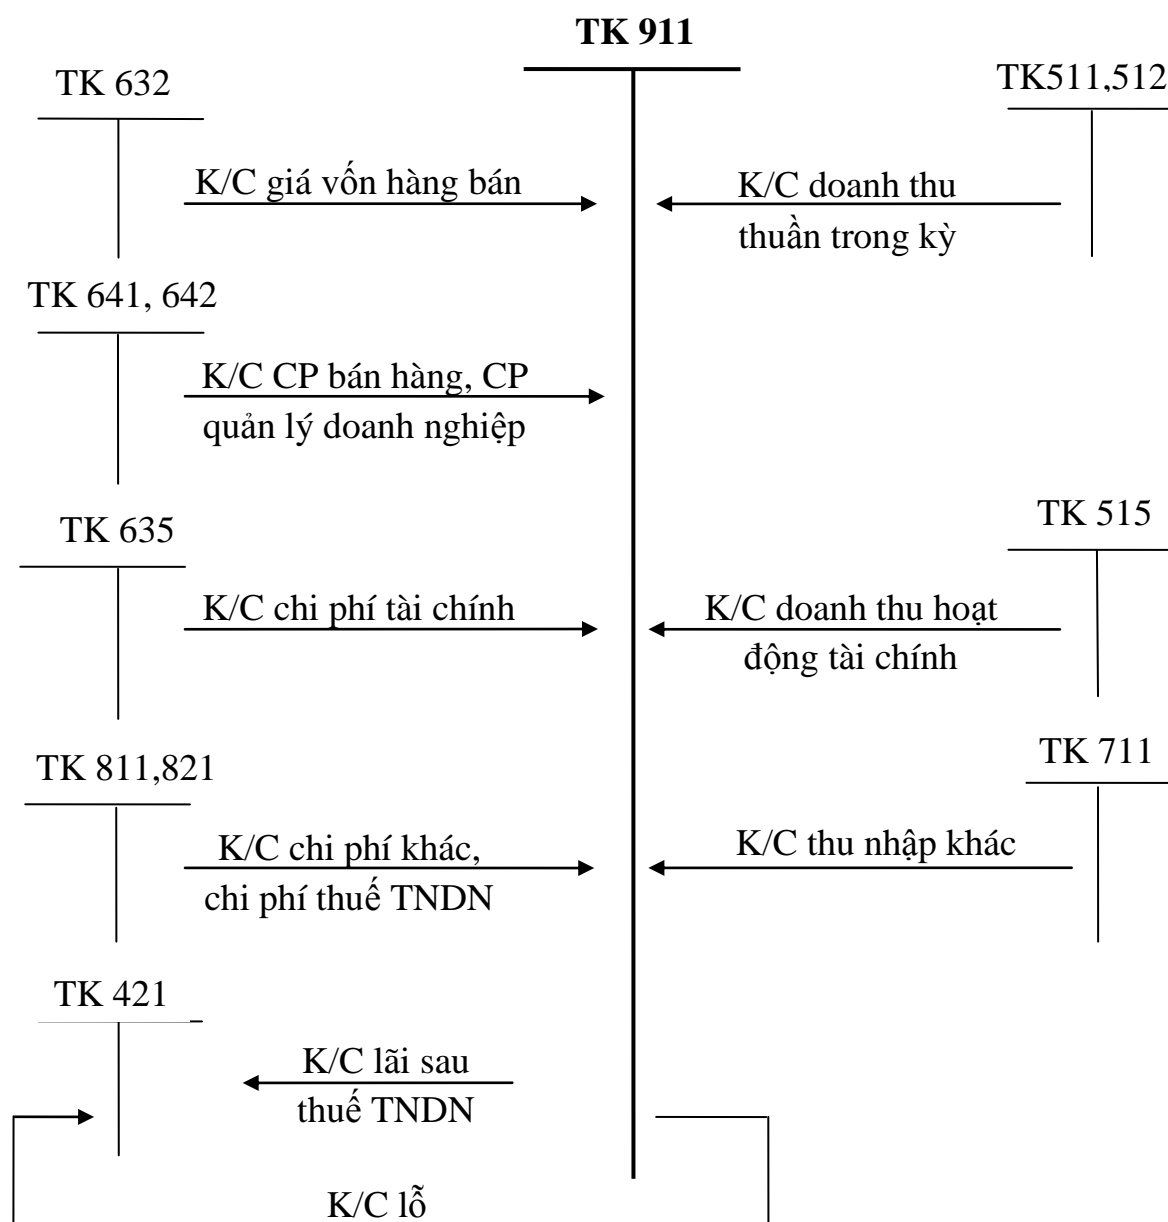 TK 911
TK 632
TK511,512
K/C giá vốn hàng bán
K/C doanh thu
thuần trong kỳ
TK 641, 642
K/C CP bán hàng, CP
quản lý doanh nghiệp
TK 635
TK 515
K/C chi phí tài chính
K/C doanh thu hoạt
động tài chính
TK 811,821
TK 711
K/C chi phí khác,
chi phí thuế TNDN
K/C thu nhập khác
TK 421
K/C lãi sau
thuế TNDN
K/C lỗ